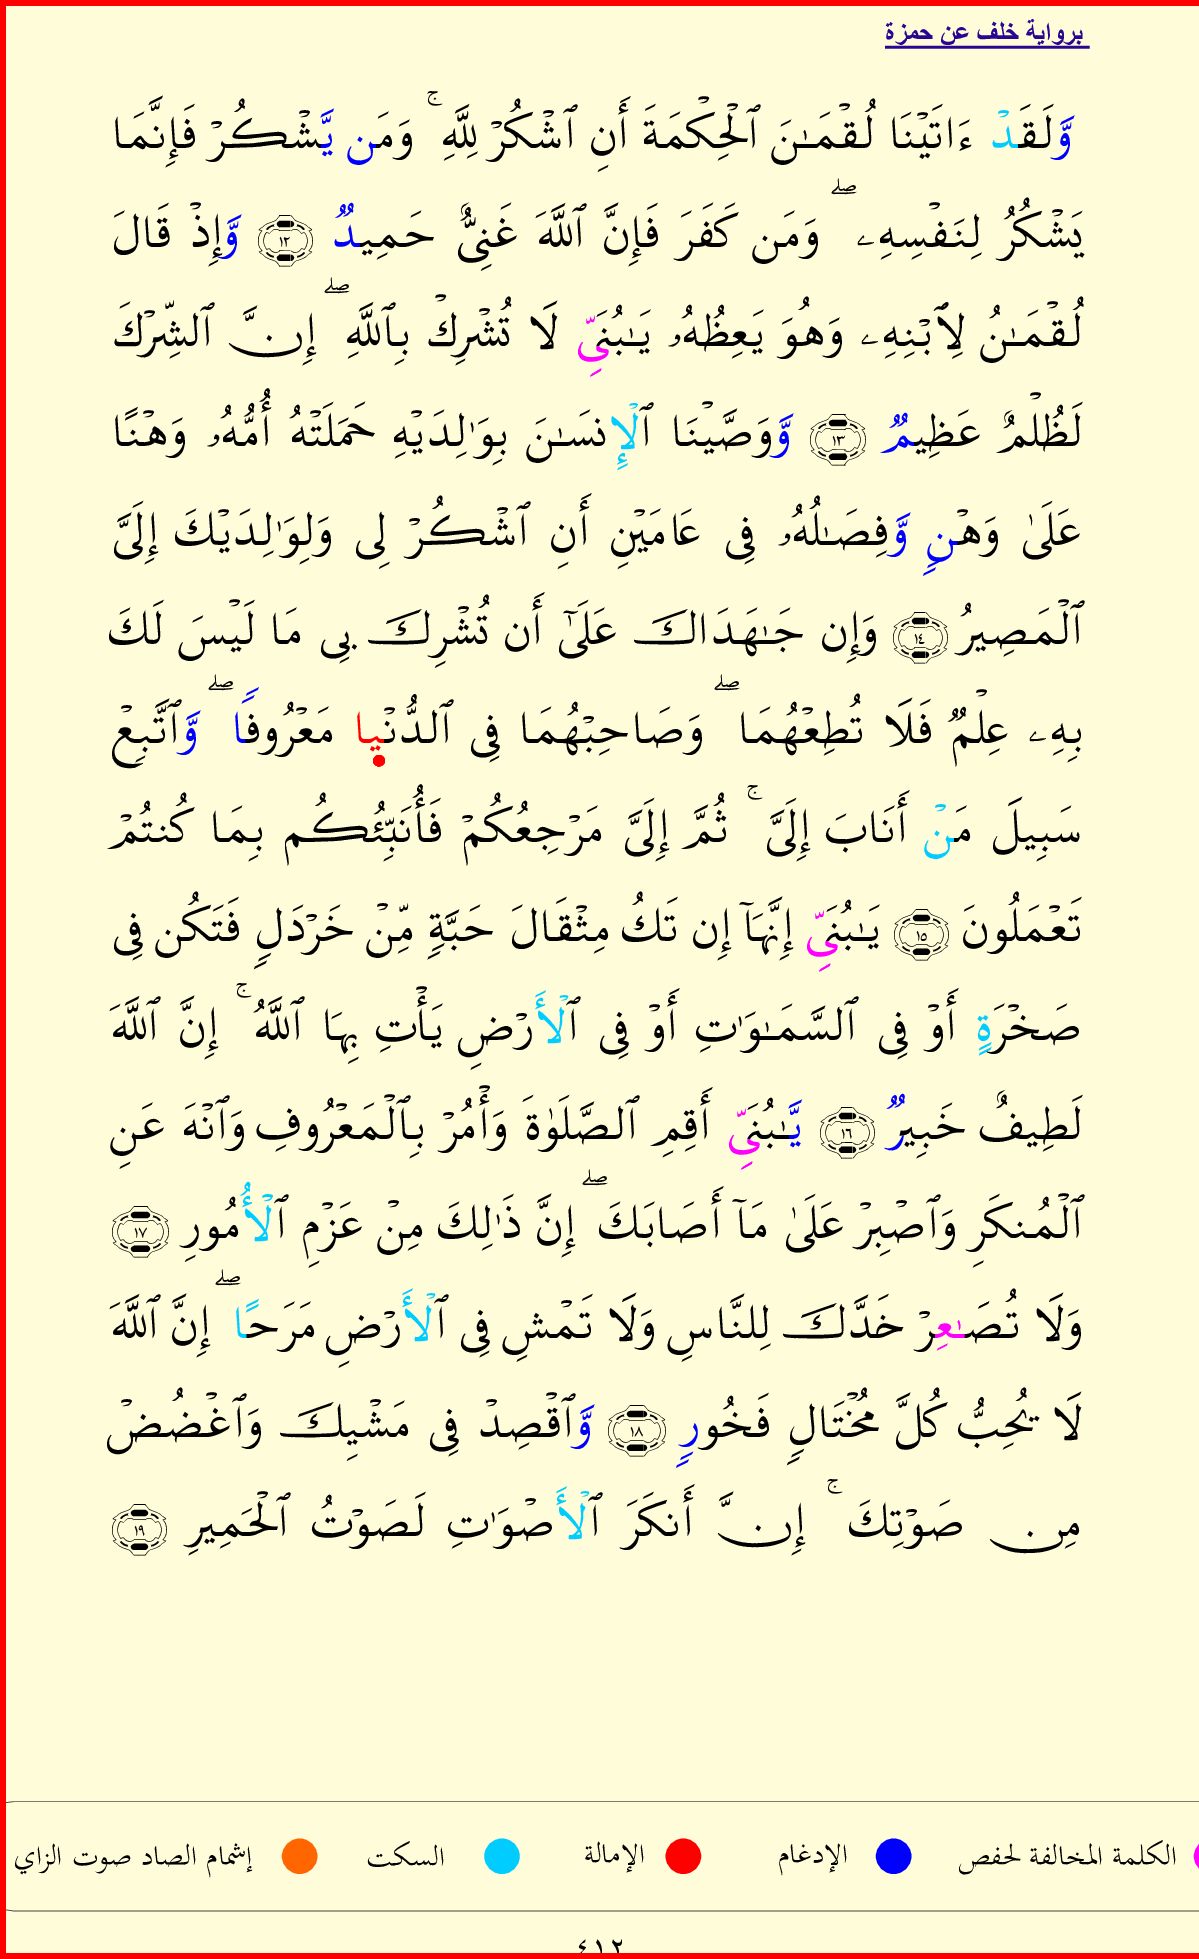 برواية خلف عن حمزة
وَّلَقَدْ ءَاتَيْنَا لُقْمَـٰنَ ٱلْحِكْمَةَ أَنِ ٱشْكُرْ لِلَّهِ ۚ وَمَن يَّشْكُرْ فَإِنَّمَا
يَشْكُرُ لِنَفْسِهِۦ ۖ وَمَن كَفَرَ فَإِنَّ ٱللَّهَ غَنِىٌّ حَمِيدٌ ١٢ وَّإِذْ قَالَ
لُقْمَـٰنُ لِٱبْنِهِۦ وَهُوَ يَعِظُهُۥ يَـٰبُنَىِّ لَا تُشْرِكْ بِٱللَّهِ ۖ إِنَّ ٱلشِّرْكَ
لَظُلْمٌ عَظِيمٌ ١٣ وَّوَصَّيْنَا ٱلْإِنسَـٰنَ بِوَٰلِدَيْهِ حَمَلَتْهُ أُمُّهُۥ وَهْنًا
عَلَىٰ وَهْنٍ وَّفِصَـٰلُهُۥ فِى عَامَيْنِ أَنِ ٱشْكُرْ لِى وَلِوَٰلِدَيْكَ إِلَىَّ
ٱلْمَصِيرُ ١٤ وَإِن جَـٰهَدَاكَ عَلَىٰٓ أَن تُشْرِكَ بِى مَا لَيْسَ لَكَ
بِهِۦ عِلْمٌ فَلَا تُطِعْهُمَا ۖ وَصَاحِبْهُمَا فِى ٱلدُّنْيا مَعْرُوفًا ۖ وَّٱتَّبِعْ
سَبِيلَ مَنْ أَنَابَ إِلَىَّ ۚ ثُمَّ إِلَىَّ مَرْجِعُكُمْ فَأُنَبِّئُكُم بِمَا كُنتُمْ
تَعْمَلُونَ ١٥ يَـٰبُنَىِّ إِنَّهَآ إِن تَكُ مِثْقَالَ حَبَّةٍ مِّنْ خَرْدَلٍ فَتَكُن فِى
صَخْرَةٍ أَوْ فِى ٱلسَّمَـٰوَٰتِ أَوْ فِى ٱلْأَرْضِ يَأْتِ بِهَا ٱللَّهُ ۚ إِنَّ ٱللَّهَ
لَطِيفٌ خَبِيرٌ ١٦ يَّـٰبُنَىِّ أَقِمِ ٱلصَّلَوٰةَ وَأْمُرْ بِٱلْمَعْرُوفِ وَٱنْهَ عَنِ
ٱلْمُنكَرِ وَٱصْبِرْ عَلَىٰ مَآ أَصَابَكَ ۖ إِنَّ ذَٰلِكَ مِنْ عَزْمِ ٱلْأُمُورِ ١٧
وَلَا تُصَـٰعِرْ خَدَّكَ لِلنَّاسِ وَلَا تَمْشِ فِى ٱلْأَرْضِ مَرَحًا ۖ إِنَّ ٱللَّهَ
لَا يُحِبُّ كُلَّ مُخْتَالٍ فَخُورٍ ١٨ وَّٱقْصِدْ فِى مَشْيِكَ وَٱغْضُضْ
مِن صَوْتِكَ ۚ إِنَّ أَنكَرَ ٱلْأَصْوَٰتِ لَصَوْتُ ٱلْحَمِيرِ ١٩
الكلمة المخالفة لحفص الإدغام الإمالة السكت إشمام الصاد صوت الزاي
٤١٢